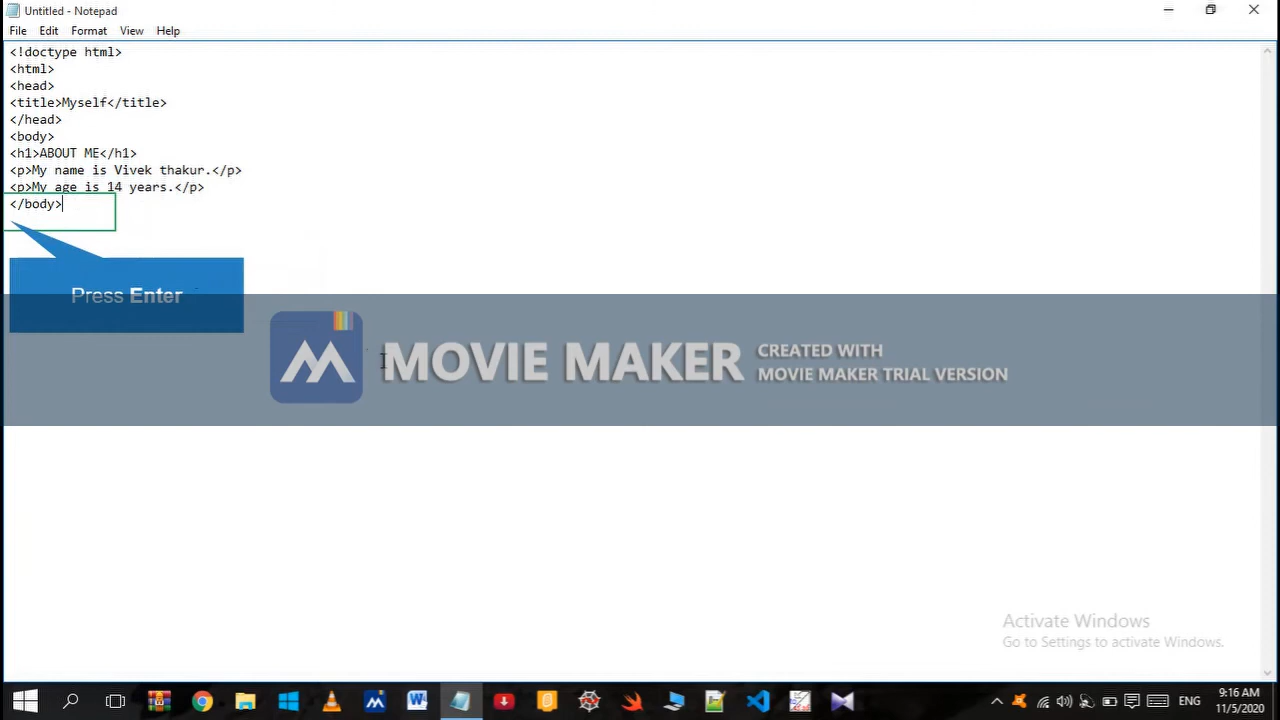 Untitled - Notepad
File Edit Format View Help
<!doctype html>
<html>
<head>
<title>Myself</title>
</head>
<body>
<h1>ABOUT ME</h1>
<p>My name is Vivek thakur.</p>
<p>My age is 14 years.</p>
</body>
Press Enter
MOVIE MAKER
CREATED WITH
MOVIE MAKER TRIAL VERSION
Activate Windows
Go to Settings to activate Windows.
ENG
9:16 AM
11/5/2020